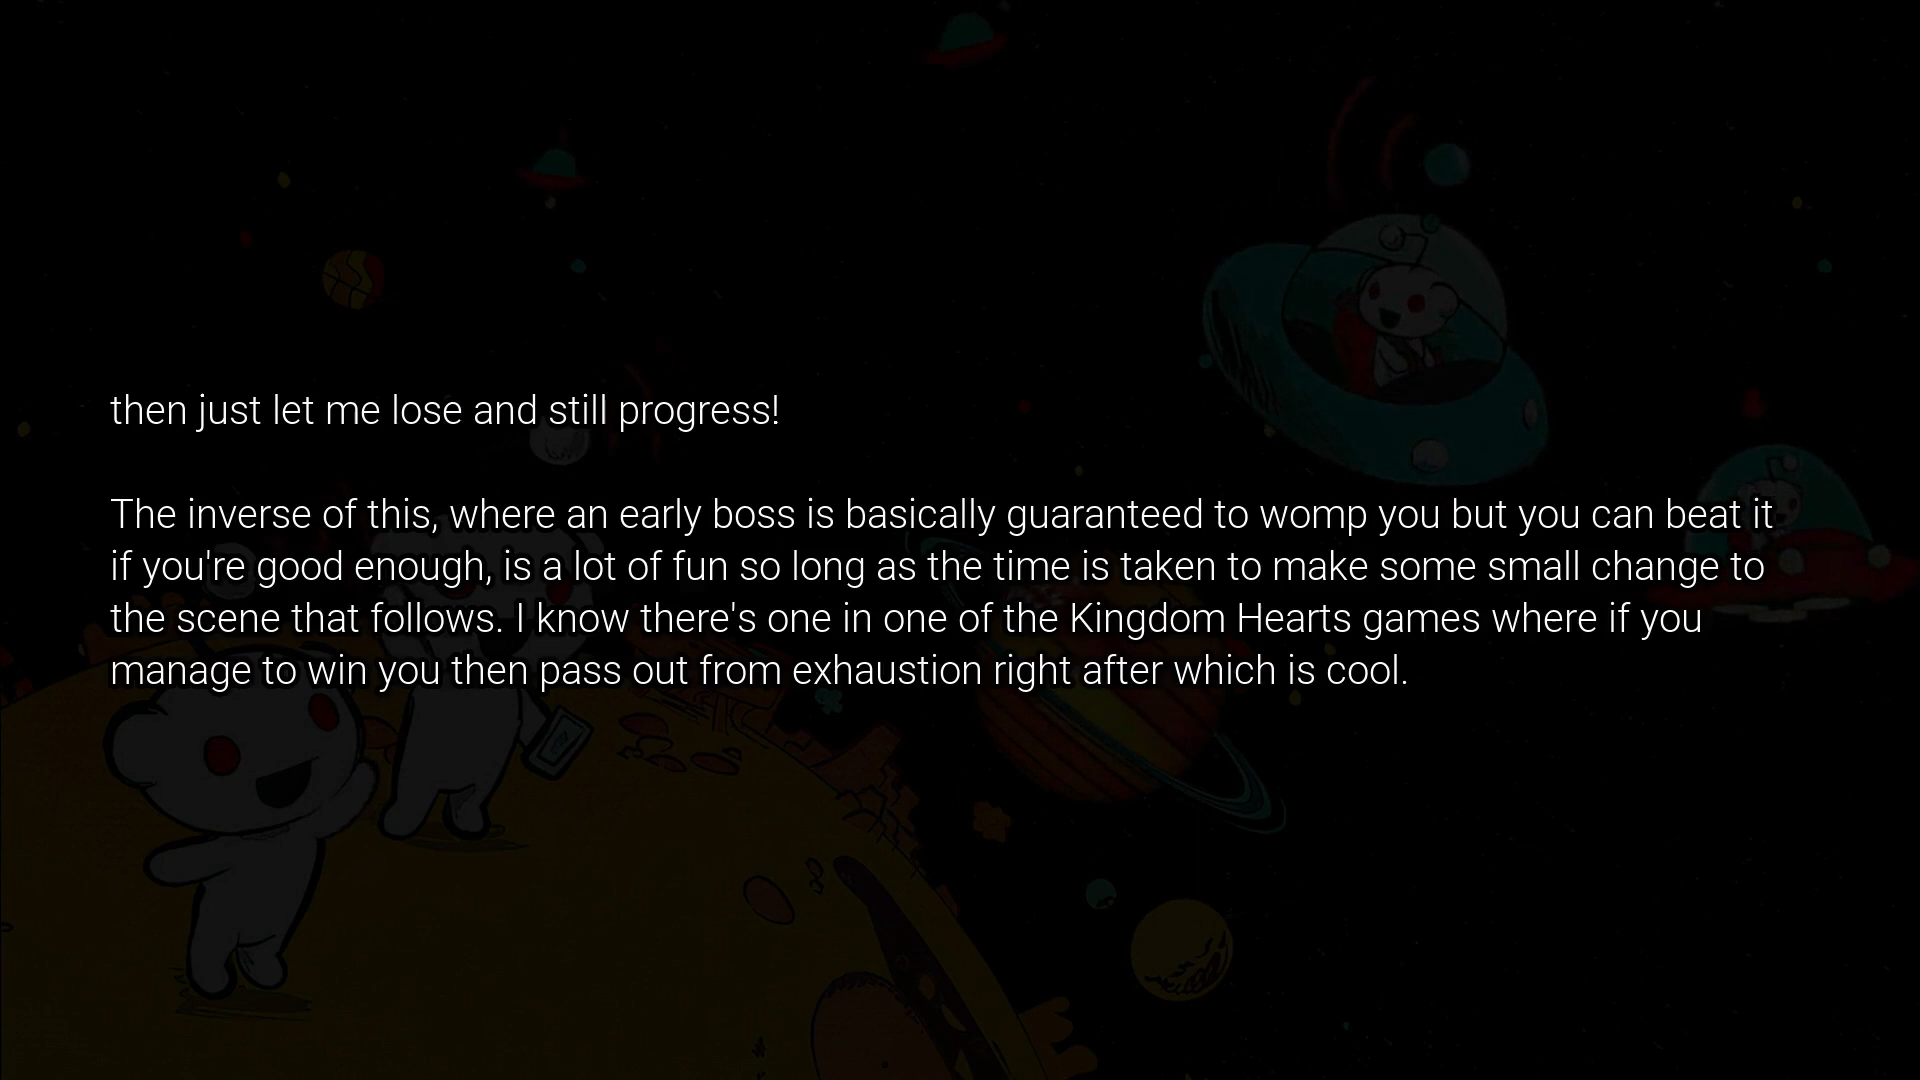 then just let me lose and still progress!
The inverse of this, where an early boss is basically guaranteed to womp you but you can beat it
if you're good enough, is a lot of fun so long as the time is taken to make some small change to
the scene that follows. I know there's one in one of the Kingdom Hearts games where if you
manage to win you then pass out from exhaustion right after which is cool.